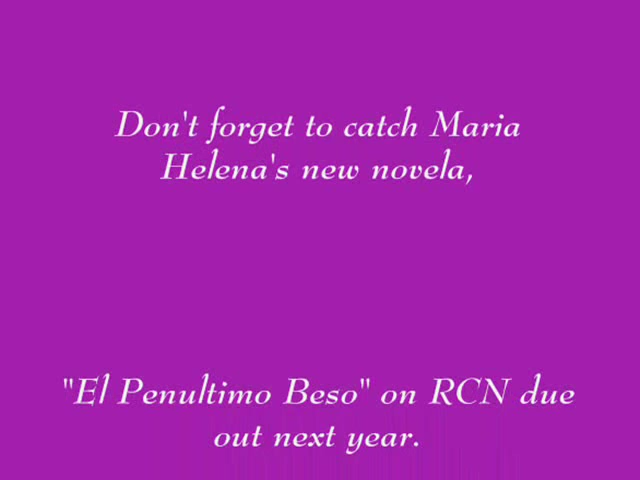 Don't forget to catch Maria
Helena's new novela,
"El Penultimo Beso" on RCN due
out next year.